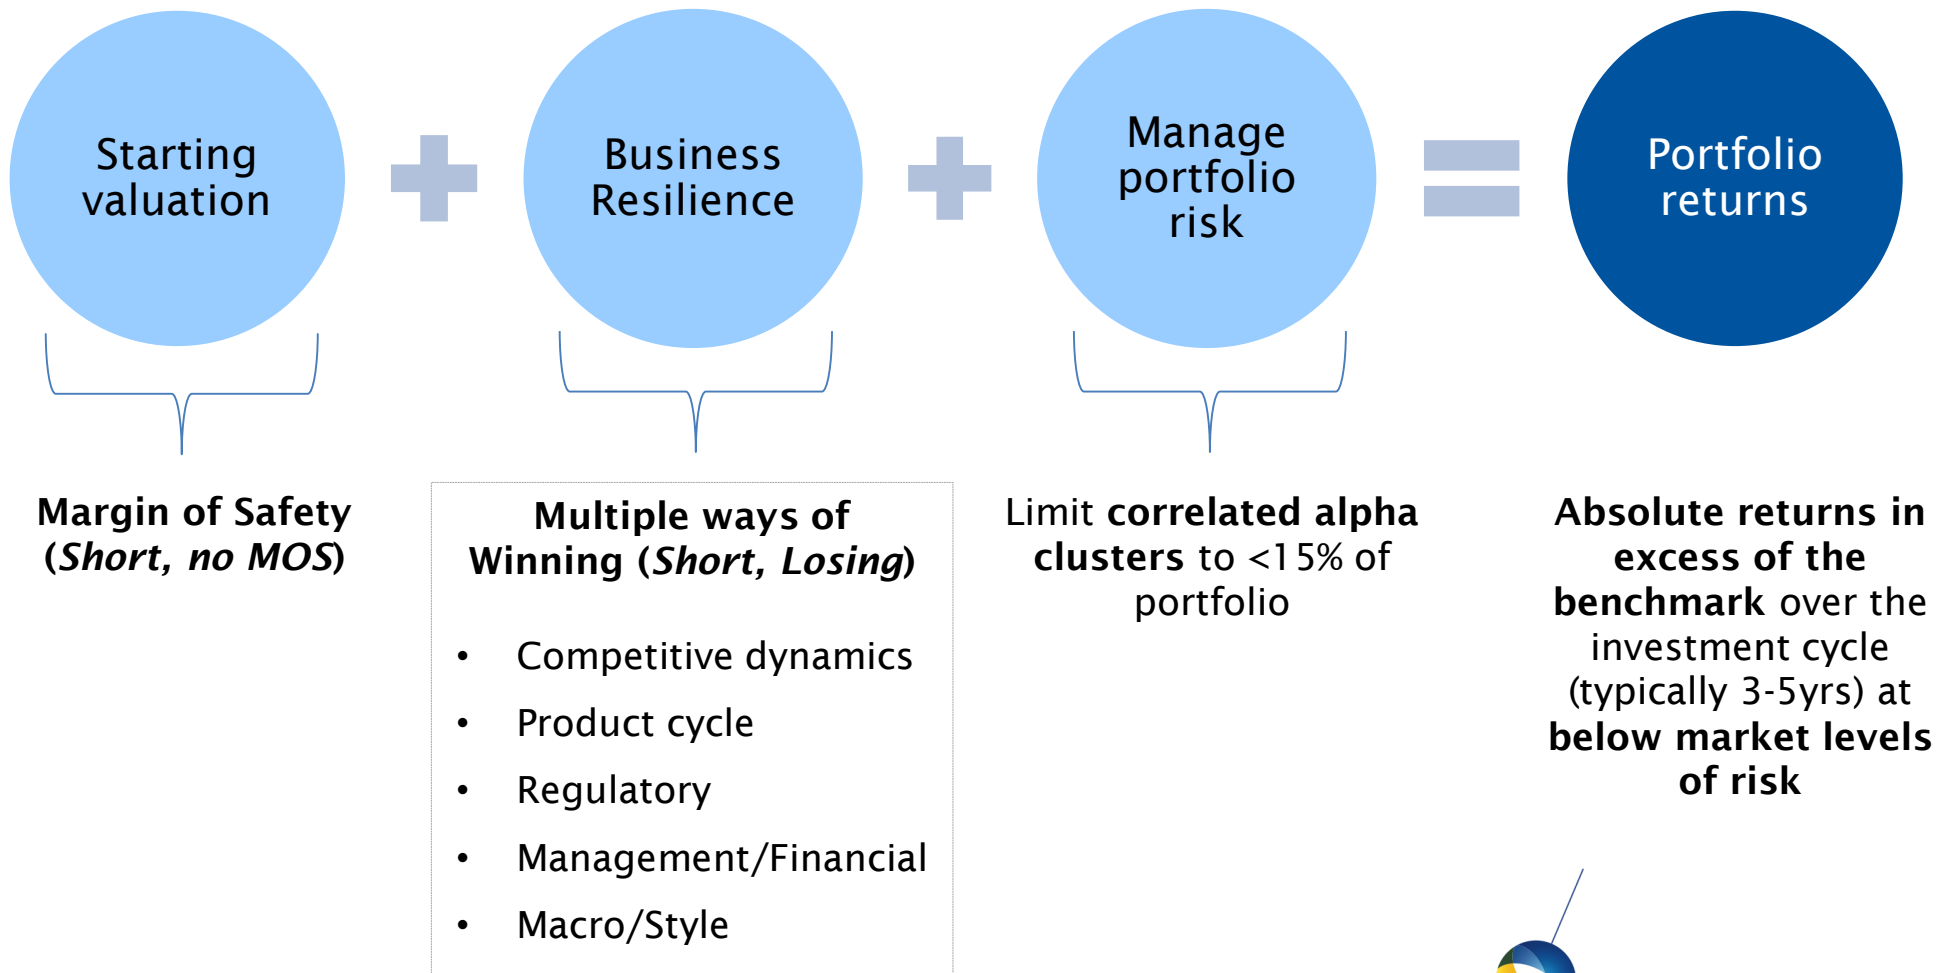 Starting
valuation
Business
Resilience
Manage
portfolio
risk
Portfolio
returns
Margin of Safety
(Short, no MOS)
Multiple ways of
Winning (Short, Losing)
• Competitive dynamics
• Product cycle
• Regulatory
• Management/Financial
• Macro/Style
Limit correlated alpha
clusters to <15% of
portfolio
Absolute returns in
excess of the
benchmark over the
investment cycle
(typically 3-5yrs) at
below market levels
of risk